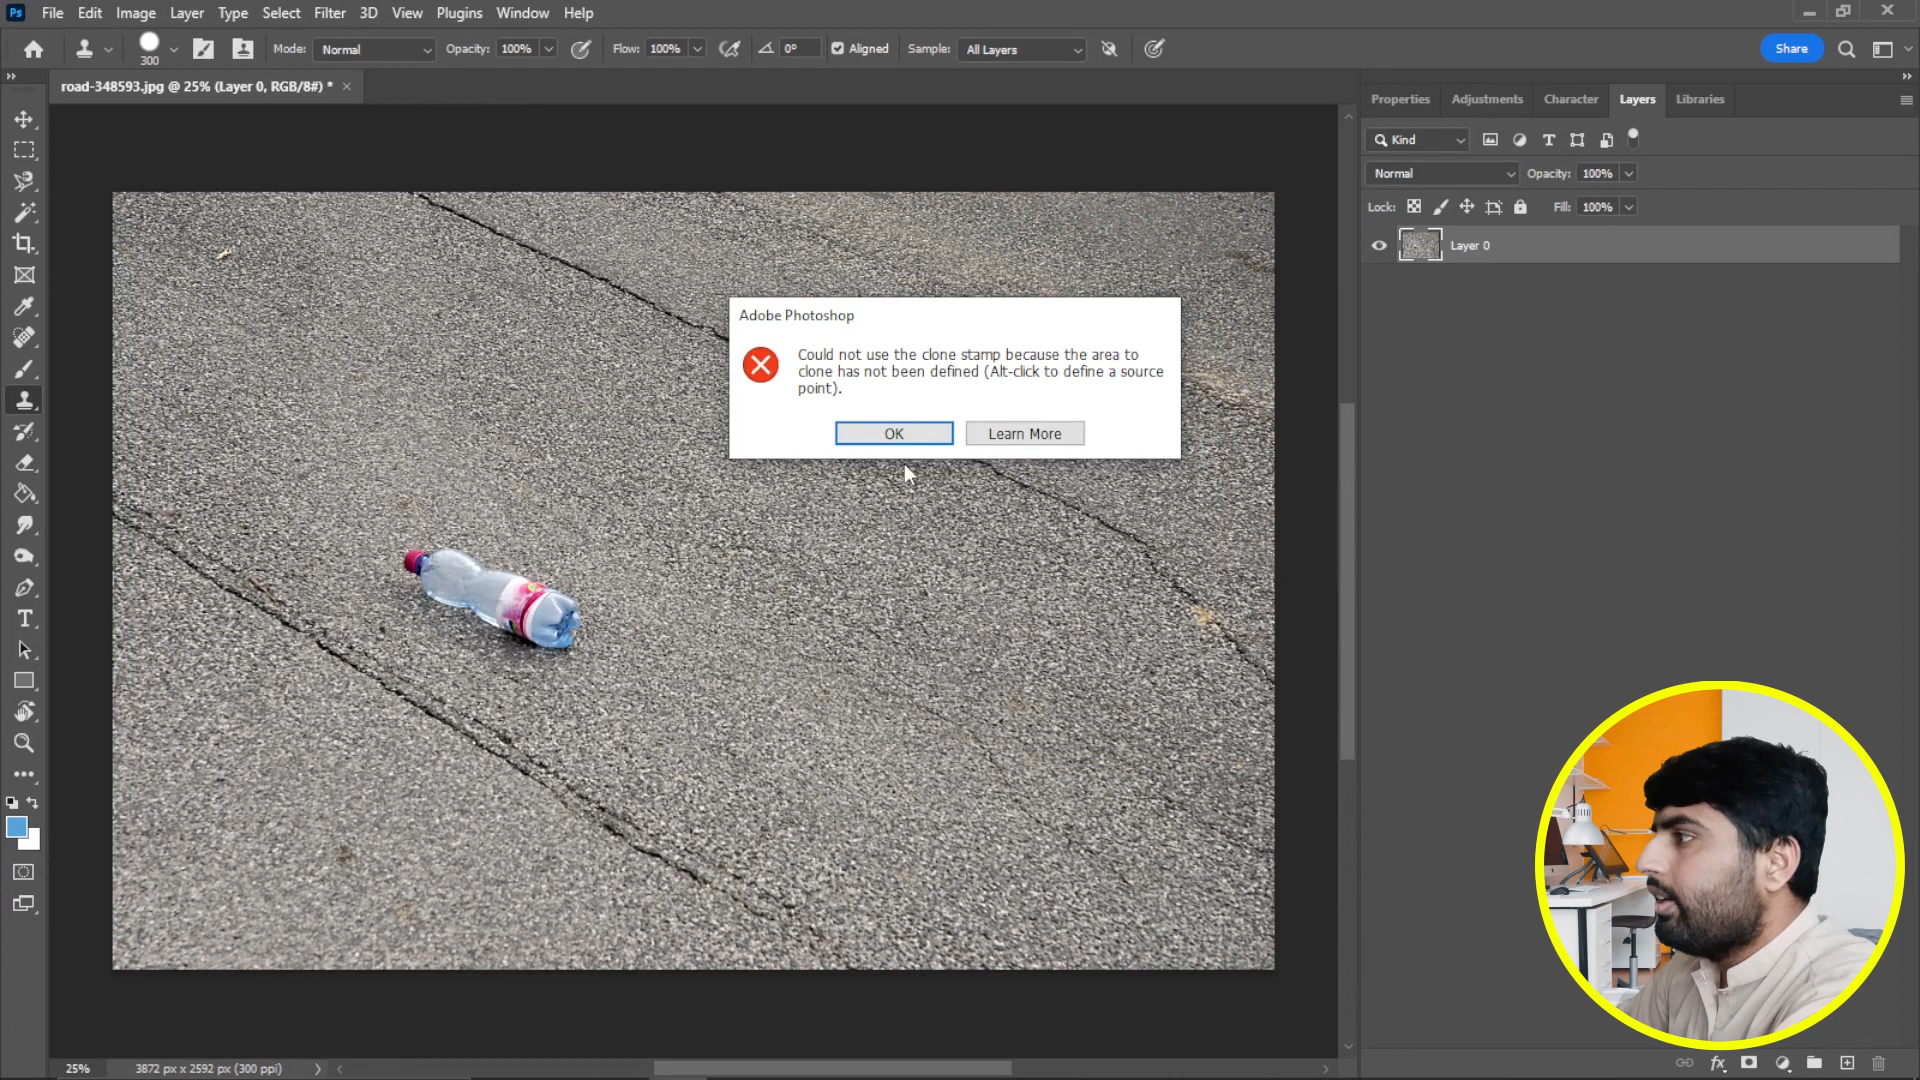 Ps File Edit Image Layer Type Select Filter 3D View Plugins Window Help
300 Mode: Normal Opacity: 100% Flow: 100% 0° Aligned Sample: All Layers Share
road-348593.jpg @ 25% (Layer 0, RGB/8#) * ×
Properties Adjustments Character Layers Libraries
Kind
Normal Opacity: 100%
Lock: Fill: 100%
Layer 0
Adobe Photoshop
Could not use the clone stamp because the area to
clone has not been defined (Alt-click to define a source
point).
OK Learn More
25% 3872 px x 2592 px (300 ppi)
fx